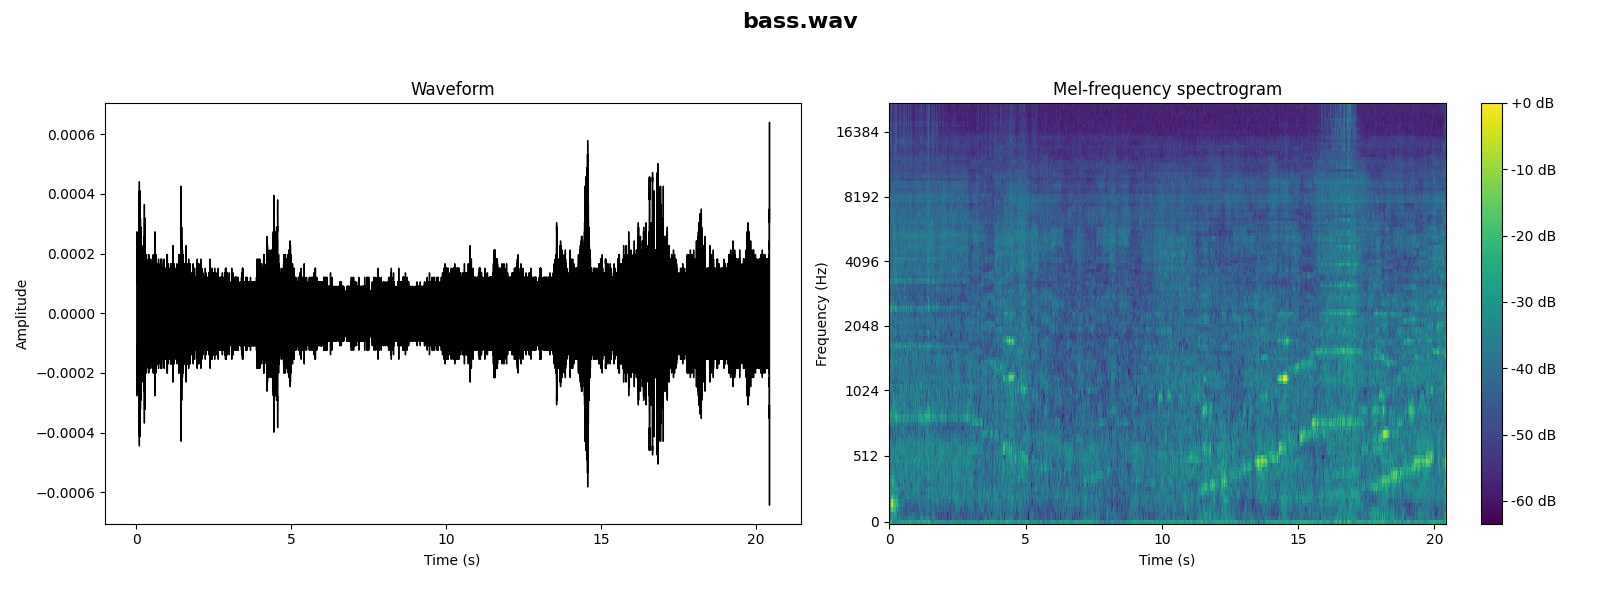 bass.wav
Waveform
Amplitude
0.0006
0.0004
0.0002
0.0000
−0.0002
−0.0004
−0.0006
0
5
10
15
20
Time (s)
Mel-frequency spectrogram
Frequency (Hz)
16384
8192
4096
2048
1024
512
0
0
5
10
15
20
Time (s)
+0 dB
-10 dB
-20 dB
-30 dB
-40 dB
-50 dB
-60 dB